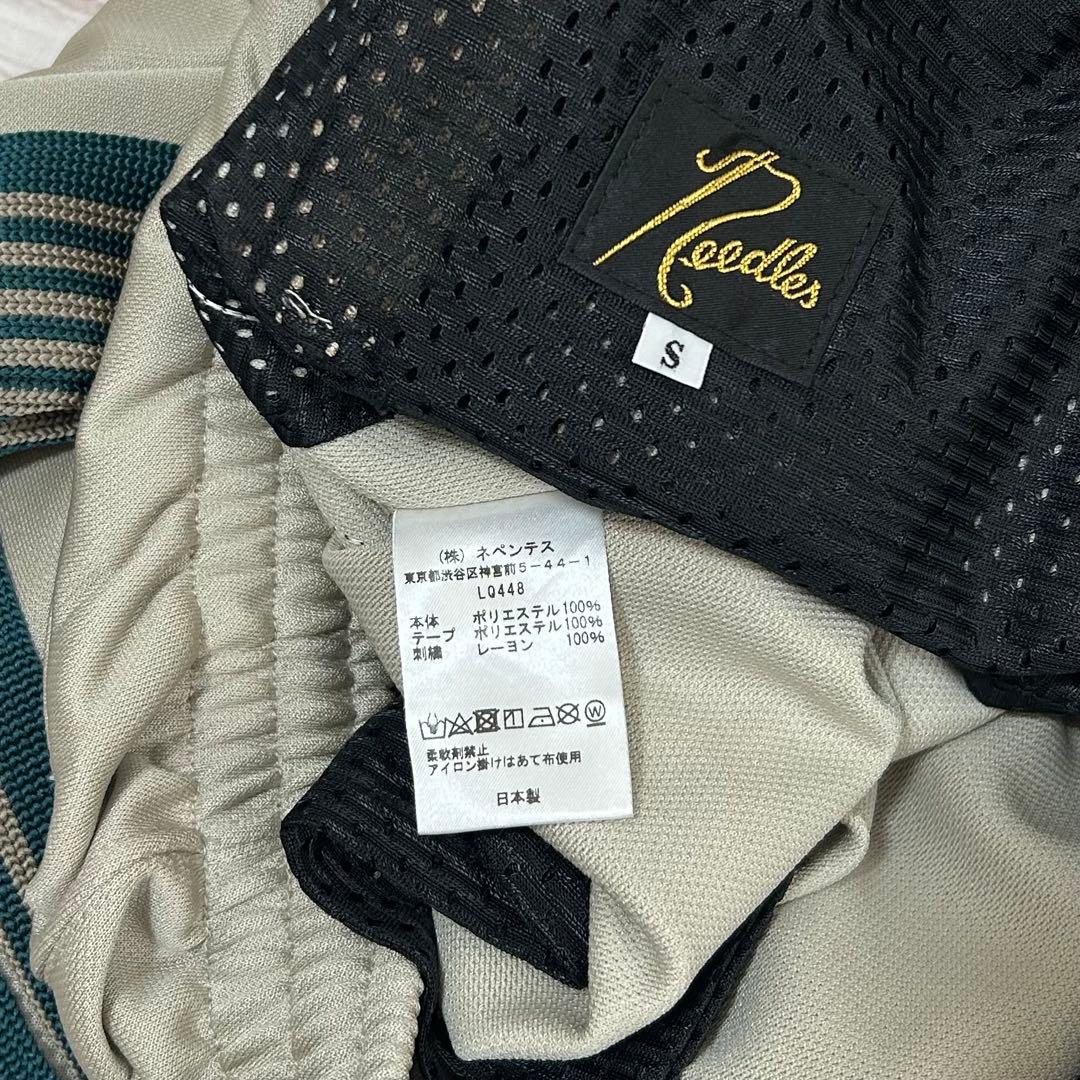 Needles
S
(株) ネペンテス
東京都渋谷区神宮前5-44-1
LQ448
本体 ポリエステル100%
テープ ポリエステル100%
刺繍 レーヨン 100%
柔軟剤禁止
アイロン掛けはあて布使用
日本製